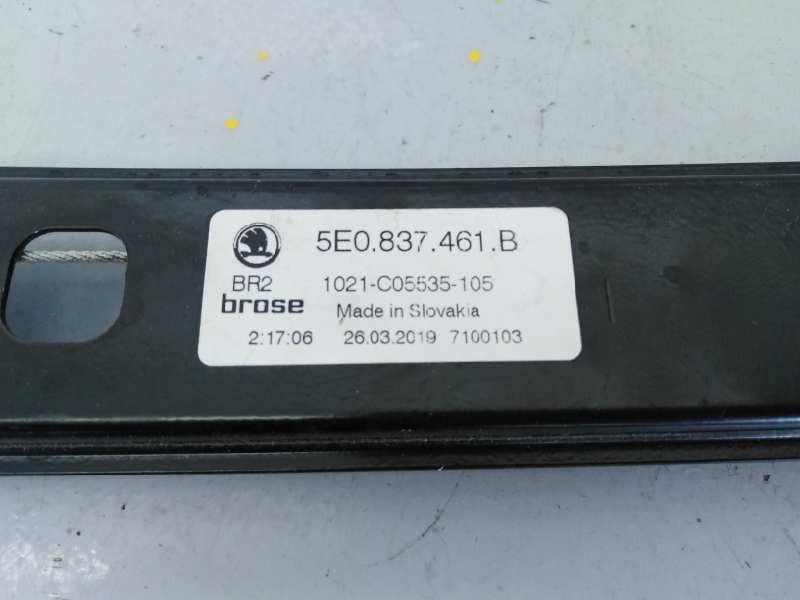 5E0.837.461.B
BR2 1021-C05535-105
brose Made in Slovakia
2:17:06 26.03.2019 7100103